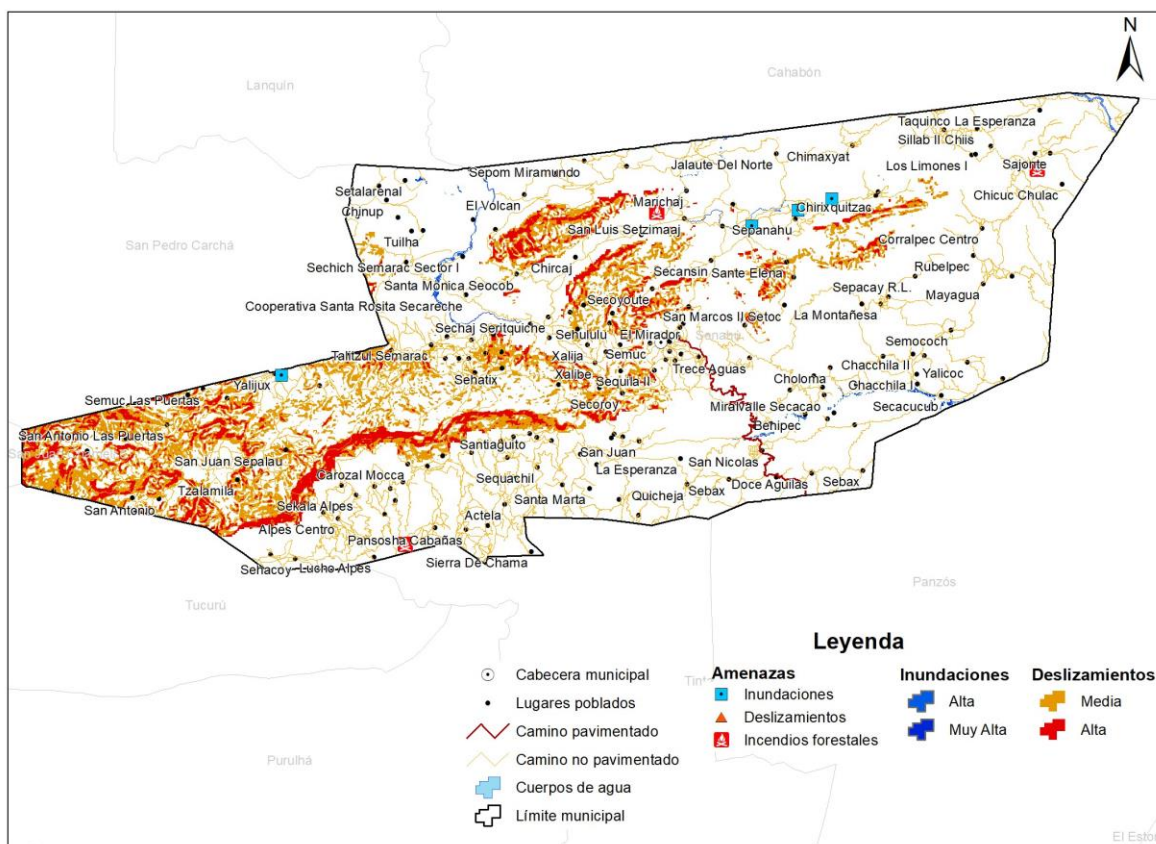 N
Lanquín
Cahabón
Taquinco La Esperanza
Sillab II Chiis
Chimaxyat
Jalaute Del Norte
Los Limones I
Sajonte
Sepom Miramundo
Setalarenal
Chicuc Chulac
Marichaj
El Volcan
Chirixquitzac
Chinup
San Luis Setzimaaj
Sepanahu
Tuilha
San Pedro Carchá
Corralpec Centro
Rubelpec
Sechich Semarac Sector I
Chircaj
Secansin
Sante Elena
Santa Monica Seocob
Sepacay R.L.
Mayagua
Cooperativa Santa Rosita Secareche
Secoyoute
San Marcos II Setoc
La Montañesa
Sechaj Seritquiche
Sehululu
El Mirador
Senahú
Talitzul Semarac
Xalija
Semuc
Semococh
Trece Aguas
Chacchila II
Xalibe
Sequila II
Choloma
Yalicoc
Yalijux
Sehatix
Chacchila I
Semuc Las Puertas
Secoroy
Miralvalle Secacao
Secacucub
Behipec
San Antonio Las Puertas
Santiaguito
San Juan
San Juan Sepalau
La Esperanza
San Nicolas
Carozal Mocca
Sequachil
Doce Aguilas
Sebax
Tzalamila
Sebax
Santa Marta
Quicheja
San Antonio
Sekala Alpes
Actela
Alpes Centro
Pansosha Cabañas
Senacoy
Lucho Alpes
Sierra De Chama
Panzós
Tucurú
Purulhá
El Estor
Leyenda
Cabecera municipal
Lugares poblados
Camino pavimentado
Camino no pavimentado
Cuerpos de agua
Límite municipal
Amenazas
Inundaciones
Deslizamientos
Incendios forestales
Inundaciones
Alta
Muy Alta
Deslizamientos
Media
Alta